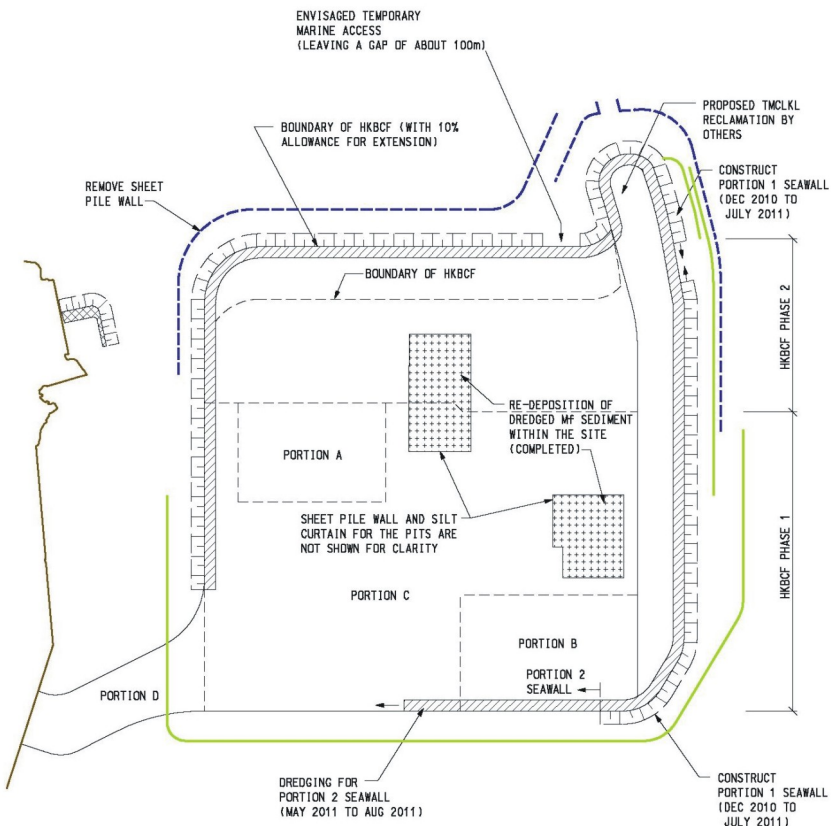 ENVISAGED TEMPORARY
MARINE ACCESS
(LEAVING A GAP OF ABOUT 100m)
BOUNDARY OF HKBCF (WITH 10%
ALLOWANCE FOR EXTENSION)
PROPOSED TMCLKL
RECLAMATION BY
OTHERS
REMOVE SHEET
PILE WALL
CONSTRUCT
PORTION 1 SEAWALL
(DEC 2010 TO
JULY 2011)
BOUNDARY OF HKBCF
HKBCF PHASE 2
RE-DEPOSITION OF
DREDGED Mf SEDIMENT
WITHIN THE SITE
(COMPLETED)
PORTION A
SHEET PILE WALL AND SILT
CURTAIN FOR THE PITS ARE
NOT SHOWN FOR CLARITY
HKBCF PHASE 1
PORTION C
PORTION B
PORTION 2
SEAWALL
PORTION D
DREDGING FOR
PORTION 2 SEAWALL
(MAY 2011 TO AUG 2011)
CONSTRUCT
PORTION 1 SEAWALL
(DEC 2010 TO
JULY 2011)